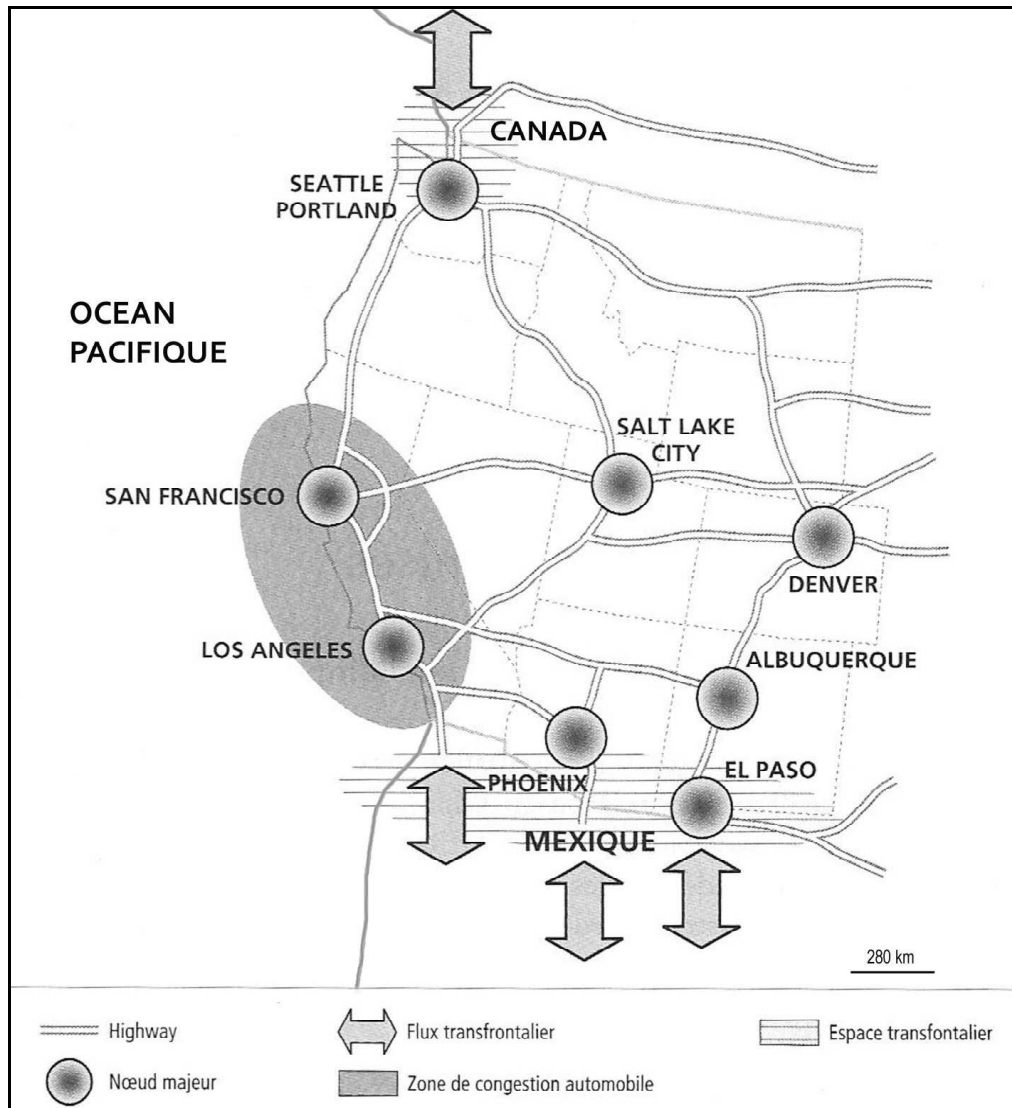 CANADA
SEATTLE
PORTLAND
OCEAN
PACIFIQUE
SALT LAKE
CITY
SAN FRANCISCO
DENVER
LOS ANGELES
ALBUQUERQUE
PHOENIX
EL PASO
MEXIQUE
280 km
Highway
Flux transfrontalier
Espace transfontalier
Nœud majeur
Zone de congestion automobile